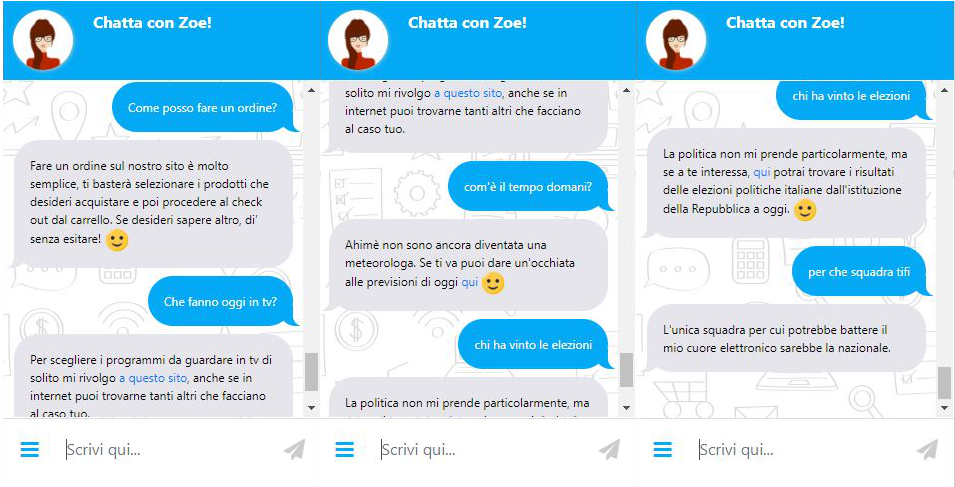 Chatta con Zoe!
Come posso fare un ordine?
Fare un ordine sul nostro sito è molto
semplice, ti basterà selezionare i prodotti che
desideri acquistare e poi procedere al check
out dal carrello. Se desideri sapere altro, di'
senza esitare!
Che fanno oggi in tv?
Per scegliere i programmi da guardare in tv di
solito mi rivolgo a questo sito, anche se in
internet puoi trovarne tanti altri che facciano
al caso tuo.
Scrivi qui...
Chatta con Zoe!
solito mi rivolgo a questo sito, anche se in
internet puoi trovarne tanti altri che facciano
al caso tuo.
com'è il tempo domani?
Ahimè non sono ancora diventata una
meteorologa. Se ti va puoi dare un'occhiata
alle previsioni di oggi qui
chi ha vinto le elezioni
La politica non mi prende particolarmente, ma
Scrivi qui...
Chatta con Zoe!
chi ha vinto le elezioni
La politica non mi prende particolarmente, ma
se a te interessa, qui potrai trovare i risultati
delle elezioni politiche italiane dall'istituzione
della Repubblica a oggi.
per che squadra tifi
L'unica squadra per cui potrebbe battere il
mio cuore elettronico sarebbe la nazionale.
Scrivi qui...